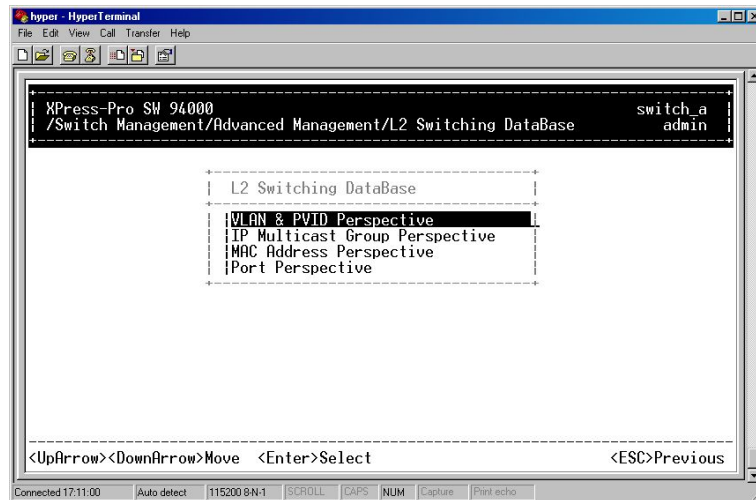 hyper - HyperTerminal
File Edit View Call Transfer Help
XPress-Pro SW 94000 switch_a
/Switch Management/Advanced Management/L2 Switching DataBase admin
L2 Switching DataBase
VLAN & PVID Perspective
IP Multicast Group Perspective
MAC Address Perspective
Port Perspective
<UpArrow><DownArrow>Move <Enter>Select <ESC>Previous
Connected 17:11:00 Auto detect 115200 8-N-1 SCROLL CAPS NUM Capture Print echo